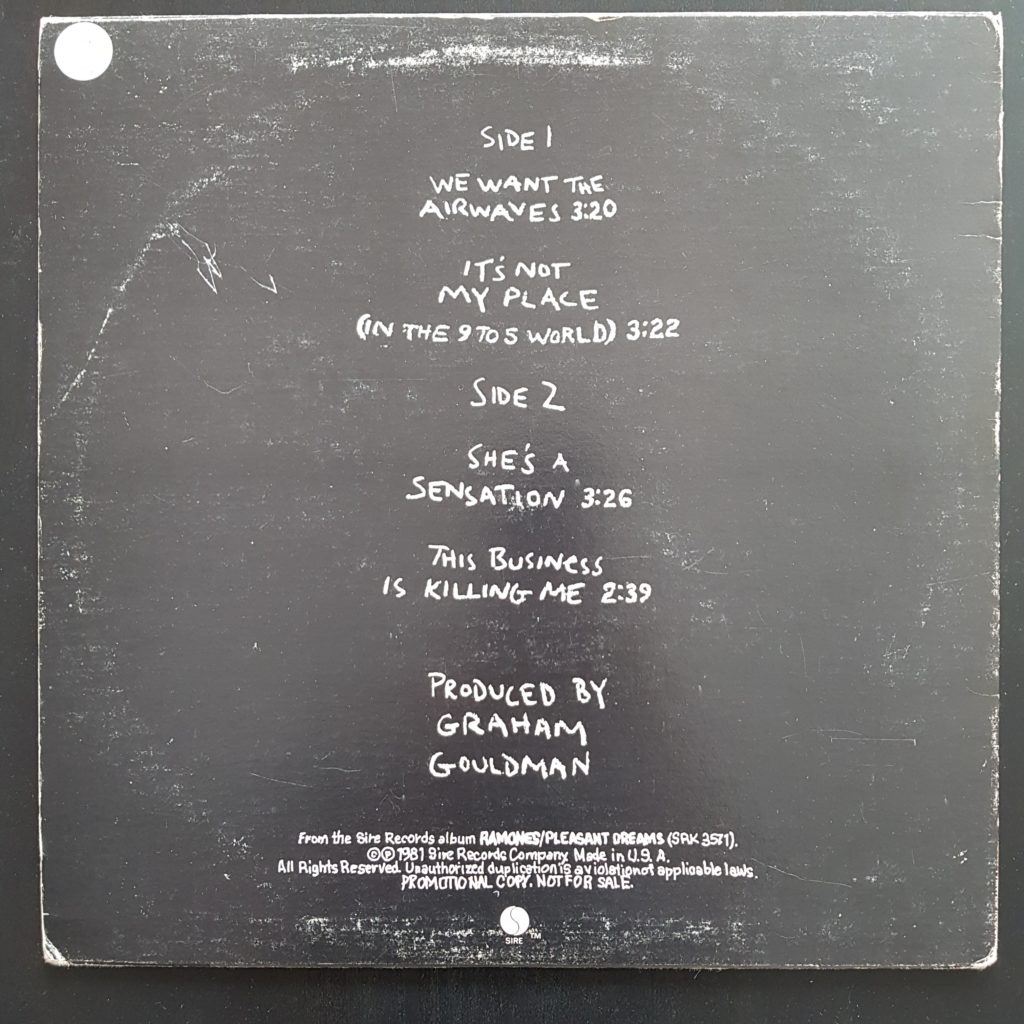 SIDE 1
WE WANT THE
AIRWAVES 3:20
IT'S NOT
MY PLACE
(IN THE 9 TO 5 WORLD) 3:22
SIDE 2
SHE'S A
SENSATION 3:26
THIS BUSINESS
IS KILLING ME 2:39
PRODUCED BY
GRAHAM
GOULDMAN
From the Sire Records album RAMONES/PLEASANT DREAMS (SRK 3571).
©℗ 1981 Sire Records Company. Made in U.S.A.
All Rights Reserved. Unauthorized duplication is a violation of applicable laws.
PROMOTIONAL COPY. NOT FOR SALE.
SIRE TM